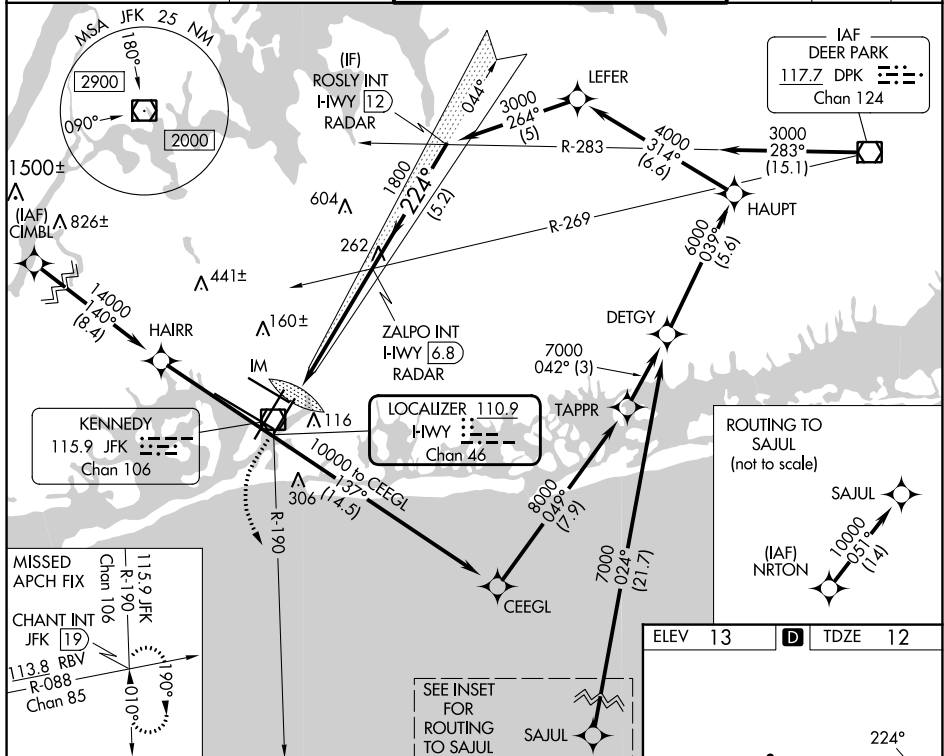 MSA JFK 25 NM
180°
2900
090°
2000
1500±
(IAF)
CIMBL
826±
14000
140°
(8.4)
HAIRR
441±
604
262
160±
IM
116
306
(IF)
ROSLY INT
I-IWY 12
RADAR
044°
3000
264°
(5)
LEFER
1800
224°
(5.2)
IAF
DEER PARK
117.7 DPK
Chan 124
3000
283°
(15.1)
R-283
4000
314°
(6.6)
HAUPT
R-269
6000
039°
(5.6)
DETGY
ZALPO INT
I-IWY 6.8
RADAR
7000
042° (3)
TAPPR
KENNEDY
115.9 JFK
Chan 106
LOCALIZER 110.9
I-IWY
Chan 46
10000 to CEEGL
137°
(14.5)
R-190
8000
049°
(7.9)
CEEGL
7000
024°
(21.7)
ROUTING TO
SAJUL
(not to scale)
SAJUL
10000
051°
(14)
(IAF)
NRTON
MISSED
APCH FIX
115.9 JFK
R-190
Chan 106
CHANT INT
JFK 19
113.8 RBV
R-088
Chan 85
190°
010°
SEE INSET
FOR
ROUTING
TO SAJUL
SAJUL
ELEV 13 D TDZE 12
224°